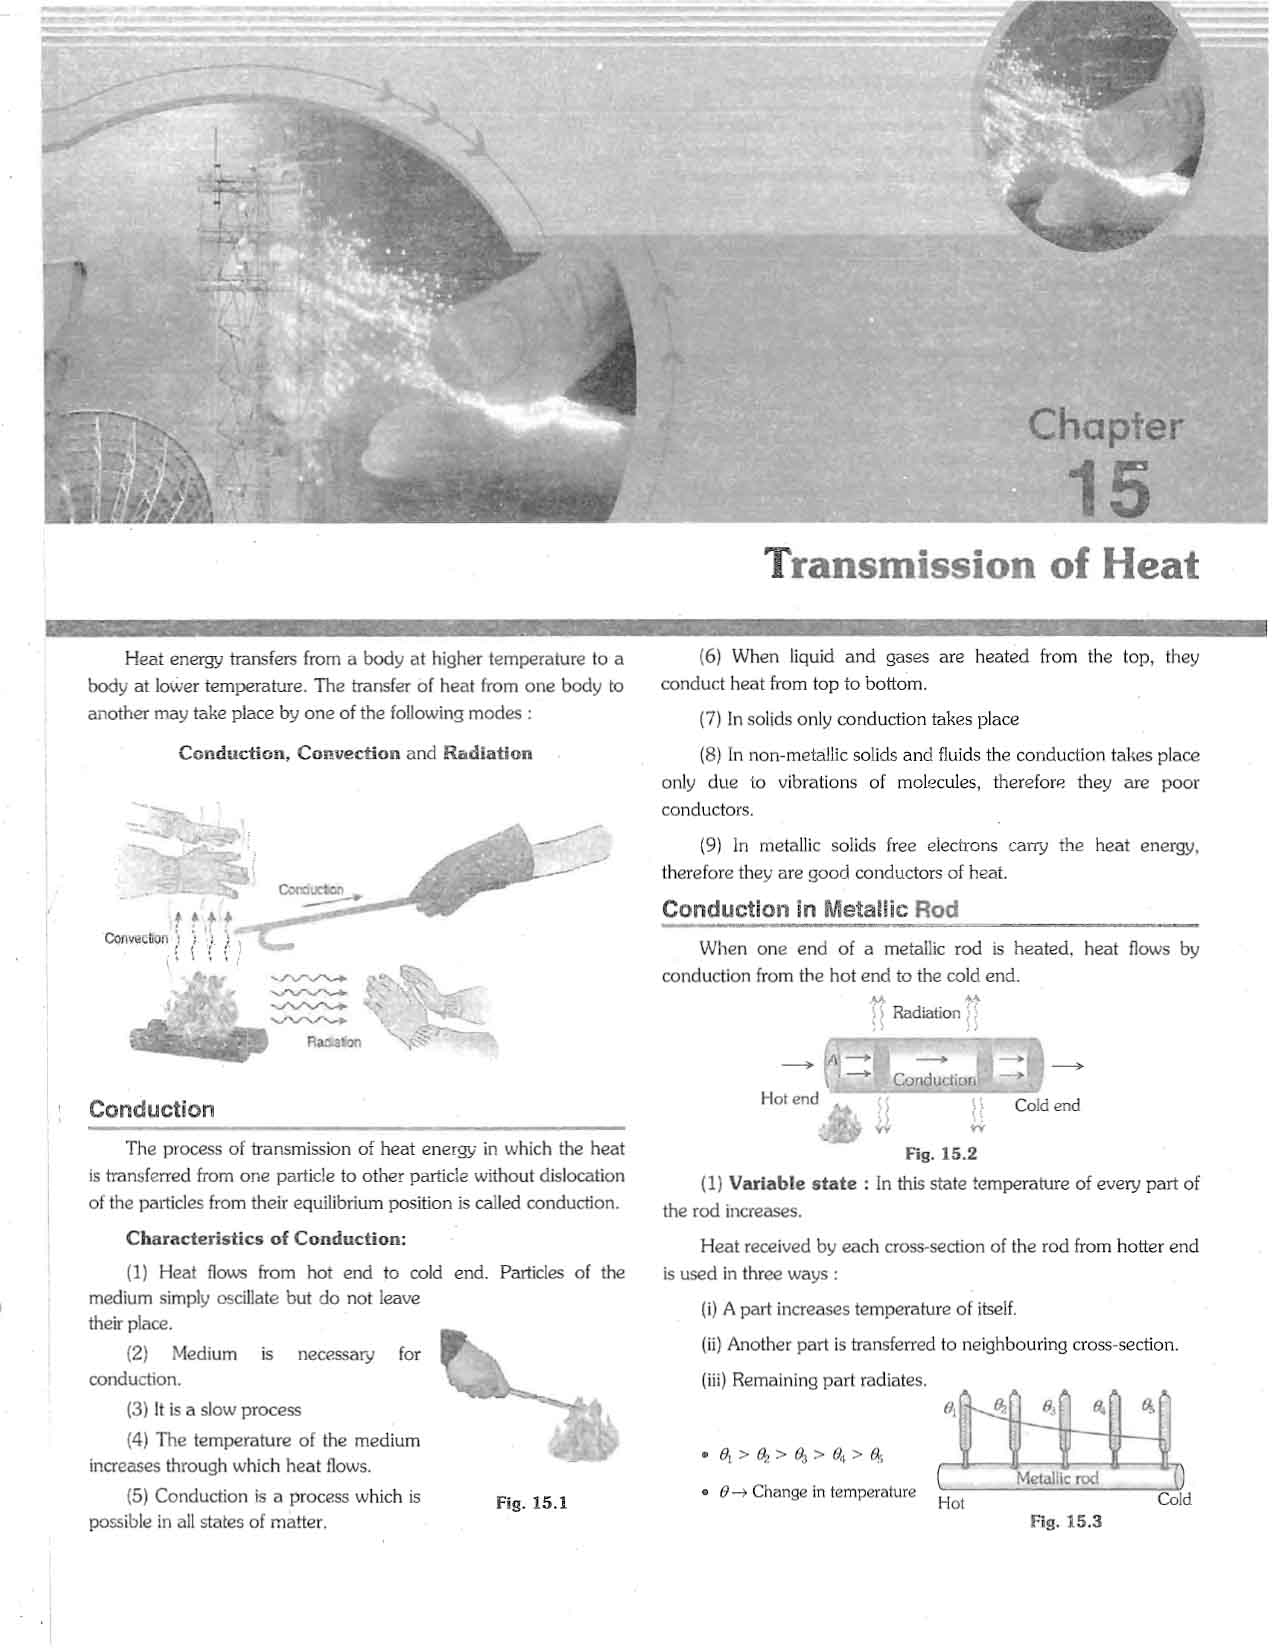 Chapter
15
Transmission of Heat
Heat energy transfers from a body at higher temperature to a
body at lower temperature. The transfer of heat from one body to
another may take place by one of the following modes :
Conduction, Convection and Radiation
Conduction
Convection
Radiation
Conduction
The process of transmission of heat energy in which the heat
is transferred from one particle to other particle without dislocation
of the particles from their equilibrium position is called conduction.
Characteristics of Conduction:
(1) Heat flows from hot end to cold end. Particles of the
medium simply oscillate but do not leave
their place.
(2) Medium is necessary for
conduction.
(3) It is a slow process
(4) The temperature of the medium
increases through which heat flows.
(5) Conduction is a process which is
possible in all states of matter.
Fig. 15.1
(6) When liquid and gases are heated from the top, they
conduct heat from top to bottom.
(7) In solids only conduction takes place
(8) In non-metallic solids and fluids the conduction takes place
only due to vibrations of molecules, therefore they are poor
conductors.
(9) In metallic solids free electrons carry the heat energy,
therefore they are good conductors of heat.
Conduction in Metallic Rod
When one end of a metallic rod is heated, heat flows by
conduction from the hot end to the cold end.
Radiation
A
Conduction
Hot end
Cold end
Fig. 15.2
(1) Variable state : In this state temperature of every part of
the rod increases.
Heat received by each cross-section of the rod from hotter end
is used in three ways :
(i) A part increases temperature of itself.
(ii) Another part is transferred to neighbouring cross-section.
(iii) Remaining part radiates.
θ₁ θ₂ θ₃ θ₄ θ₅
• θ₁ > θ₂ > θ₃ > θ₄ > θ₅
• θ→ Change in temperature
Metallic rod
Hot
Cold
Fig. 15.3